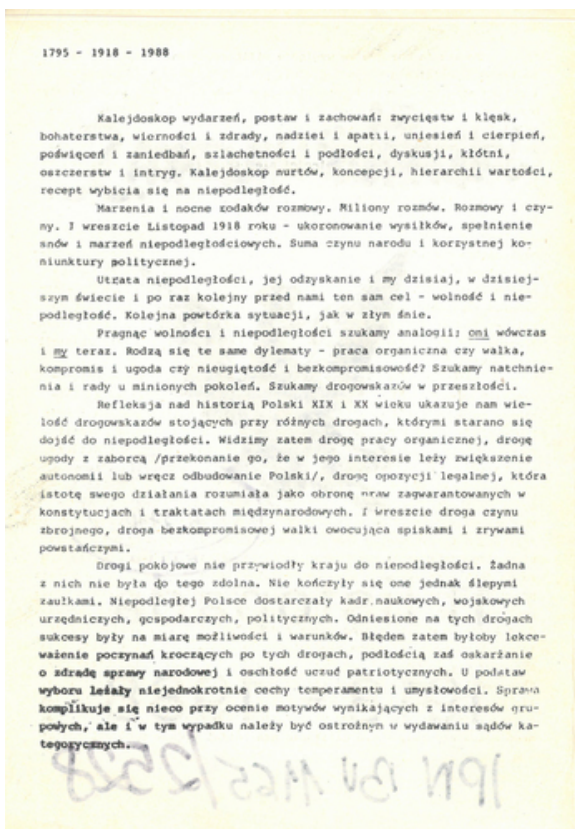 1795 - 1918 - 1988
Kalejdoskop wydarzeń, postaw i zachowań: zwycięstw i klęsk,
bohaterstwa, wierności i zdrady, nadziei i apatii, uniesień i cierpień,
poświęceń i zaniedbań, szlachetności i podłości, dyskusji, kłótni,
oszczerstw i intryg. Kalejdoskop nurtów, koncepcji, hierarchii wartości,
recept wybicia się na niepodległość.
Marzenia i nocne rodaków rozmowy. Miliony rozmów. Rozmowy i czy-
ny. I wreszcie Listopad 1918 roku - ukoronowanie wysiłków, spełnienie
snów i marzeń niepodległościowych. Suma czynu narodu i korzystnej ko-
niunktury politycznej.
Utrata niepodległości, jej odzyskanie i my dzisiaj, w dzisiej-
szym świecie i po raz kolejny przed nami ten sam cel - wolność i nie-
podległość. Kolejna powtórka sytuacji, jak w złym śnie.
Pragnąc wolności i niepodległości szukamy analogii; oni wówczas
i my teraz. Rodzą się te same dylematy - praca organiczna czy walka,
kompromis i ugoda czy nieugiętość i bezkompromisowość? Szukamy natchnie-
nia i rady u minionych pokoleń. Szukamy drogowskazów w przeszłości.
Refleksja nad historią Polski XIX i XX wieku ukazuje nam wie-
lość drogowskazów stojących przy różnych drogach, którymi starano się
dojść do niepodległości. Widzimy zatem drogę pracy organicznej, drogę
ugody z zaborcą /przekonanie go, że w jego interesie leży zwiększenie
autonomii lub wręcz odbudowanie Polski/, drogę opozycji legalnej, która
istotę swego działania rozumiała jako obronę praw zagwarantowanych w
konstytucjach i traktatach międzynarodowych. I wreszcie droga czynu
zbrojnego, droga bezkompromisowej walki owocująca spiskami i zrywami
powstańczymi.
Drogi pokojowe nie przywiodły kraju do niepodległości. Żadna
z nich nie była do tego zdolna. Nie kończyły się one jednak ślepymi
zaułkami. Niepodległej Polsce dostarczały kadr naukowych, wojskowych
urzędniczych, gospodarczych, politycznych. Odniesione na tych drogach
sukcesy były na miarę możliwości i warunków. Błędem zatem byłoby lekce-
ważenie poczynań kroczących po tych drogach, podłością zaś oskarżanie
o zdradę sprawy narodowej i oschłość uczuć patriotycznych. U podstaw
wyboru leżały niejednokrotnie cechy temperamentu i umysłowości. Sprawa
komplikuje się nieco przy ocenie motywów wynikających z interesów gru-
powych, ale i w tym wypadku należy być ostrożnym w wydawaniu sądów ka-
tegorycznych.
IPN BU 1165/2528